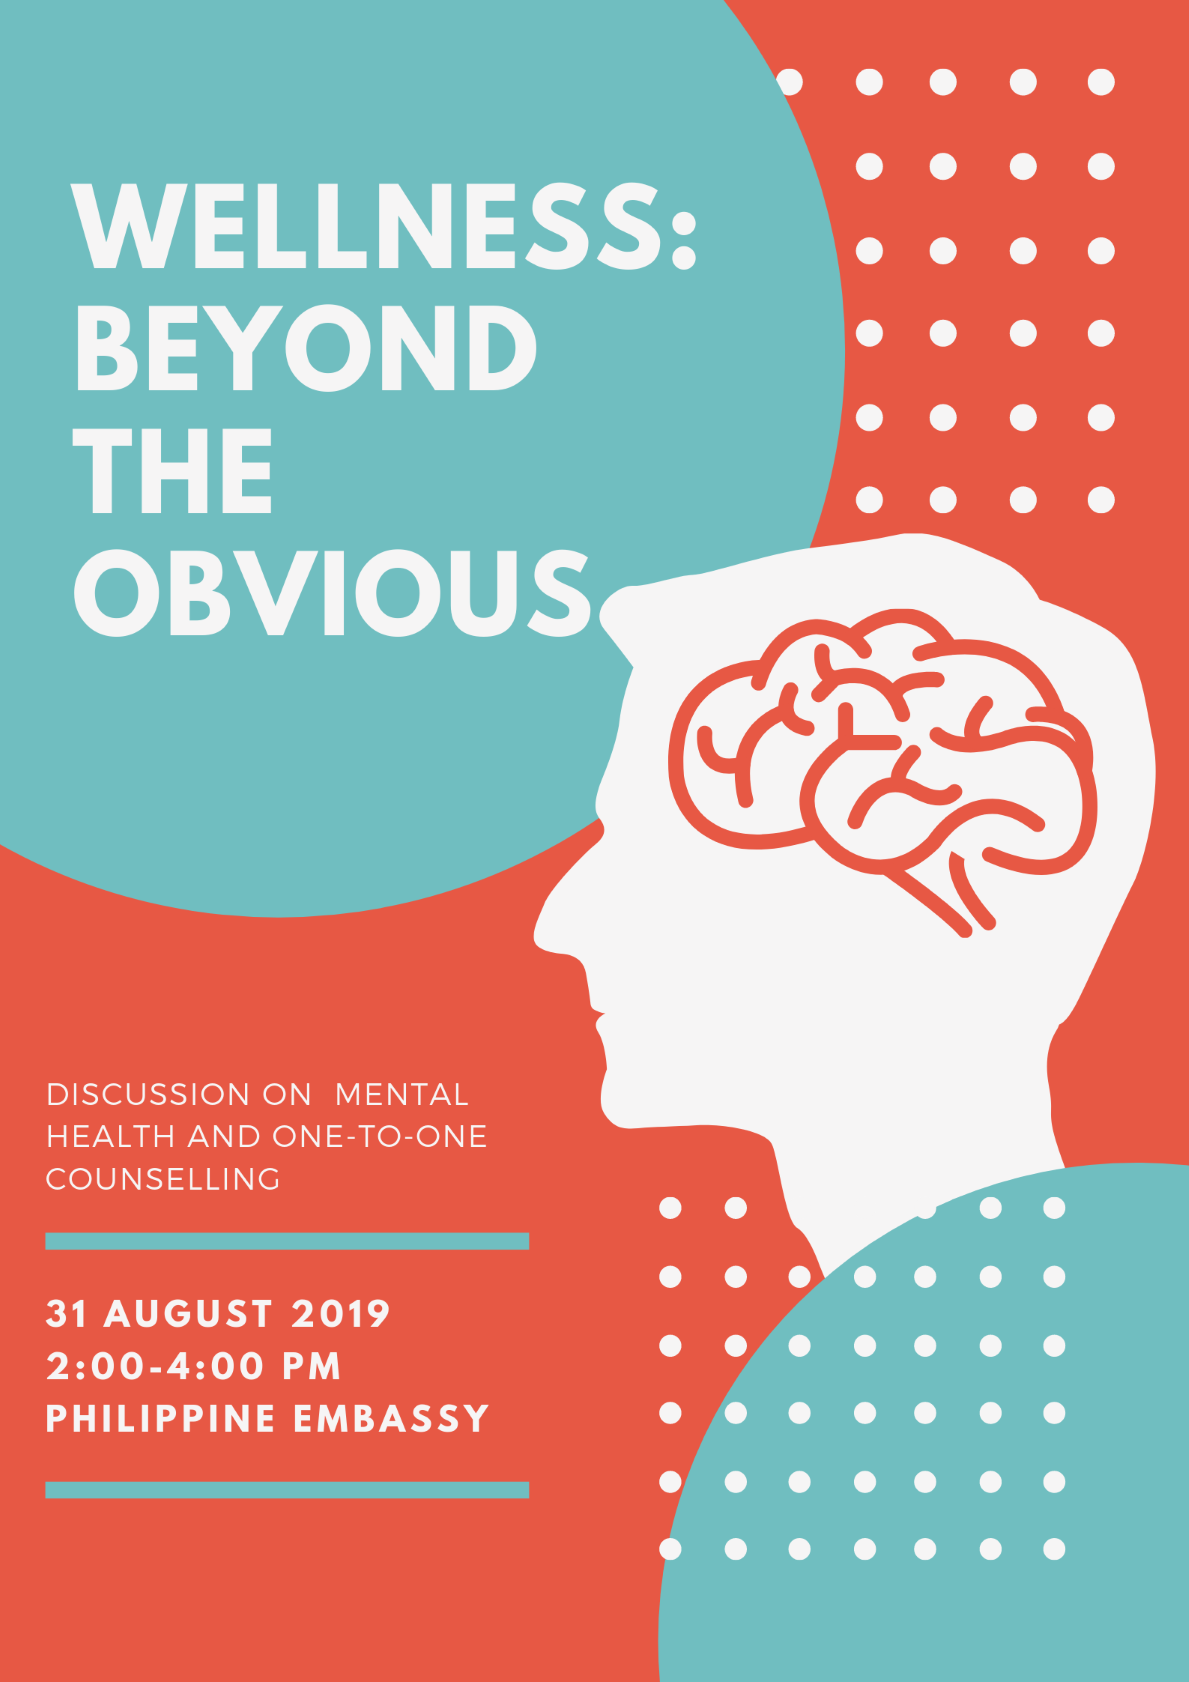 WELLNESS:
BEYOND
THE
OBVIOUS
DISCUSSION ON  MENTAL
HEALTH AND ONE-TO-ONE
COUNSELLING
31 AUGUST 2019
2:00-4:00 PM
PHILIPPINE EMBASSY